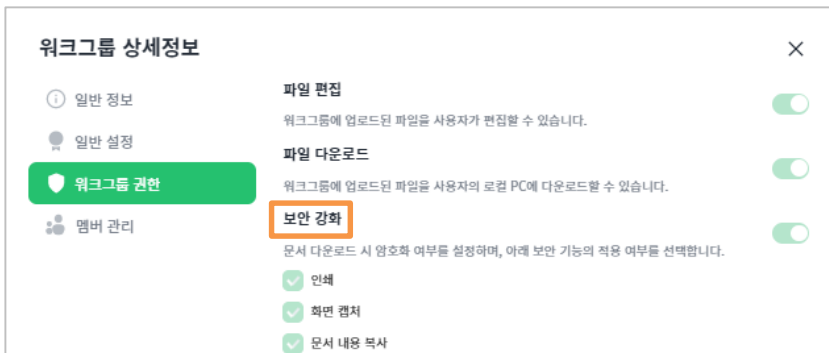 워크그룹 상세정보
일반 정보
일반 설정
워크그룹 권한
멤버 관리
파일 편집
워크그룹에 업로드된 파일을 사용자가 편집할 수 있습니다.
파일 다운로드
워크그룹에 업로드된 파일을 사용자의 로컬 PC에 다운로드할 수 있습니다.
보안 강화
문서 다운로드 시 암호화 여부를 설정하며, 아래 보안 기능의 적용 여부를 선택합니다.
인쇄
화면 캡처
문서 내용 복사